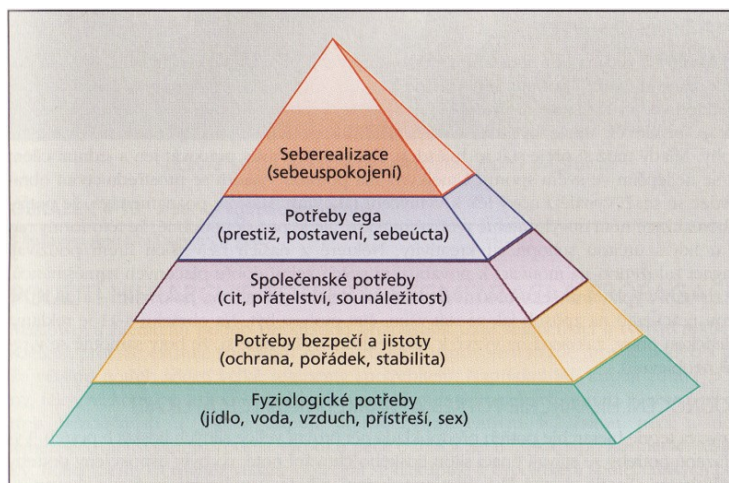 Seberealizace
(sebeuspokojení)
Potřeby ega
(prestiž, postavení, sebeúcta)
Společenské potřeby
(cit, přátelství, sounáležitost)
Potřeby bezpečí a jistoty
(ochrana, pořádek, stabilita)
Fyziologické potřeby
(jídlo, voda, vzduch, přístřeší, sex)